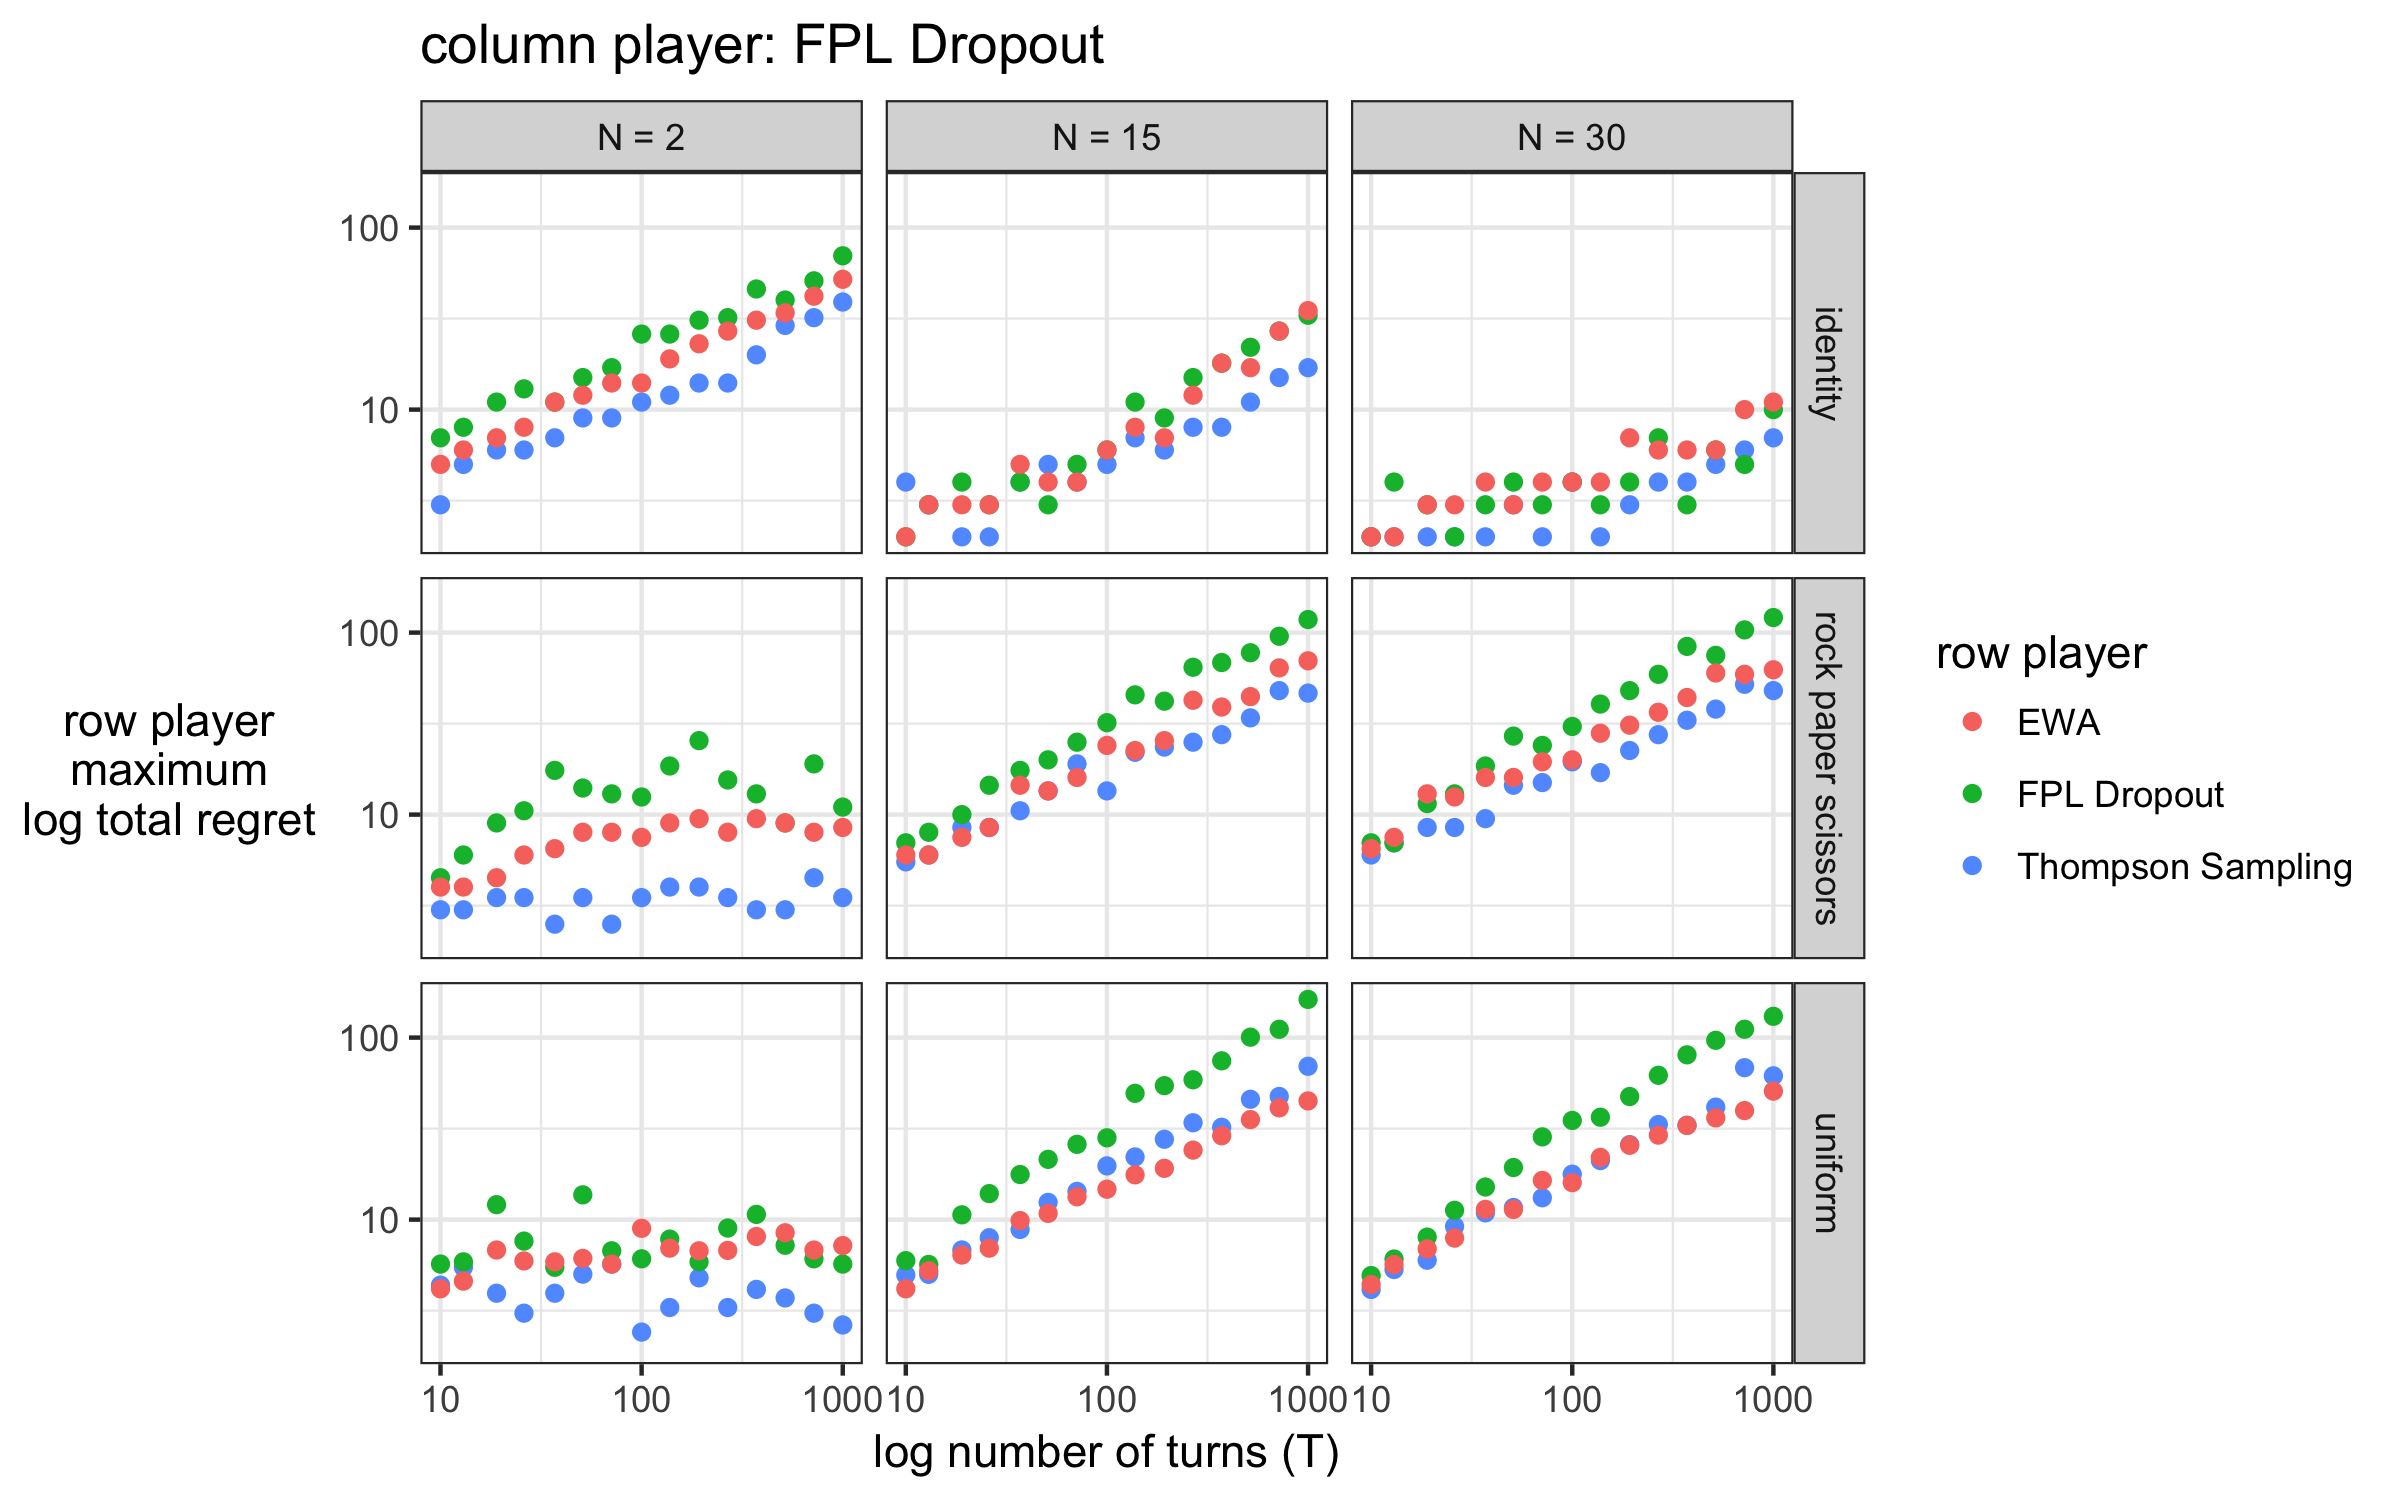 column player: FPL Dropout
N = 2
N = 15
N = 30
100
10
identity
100
10
rock paper scissors
100
10
uniform
10
100
1000
10
100
1000
10
100
1000
log number of turns (T)
row player
maximum
log total regret
row player
EWA
FPL Dropout
Thompson Sampling